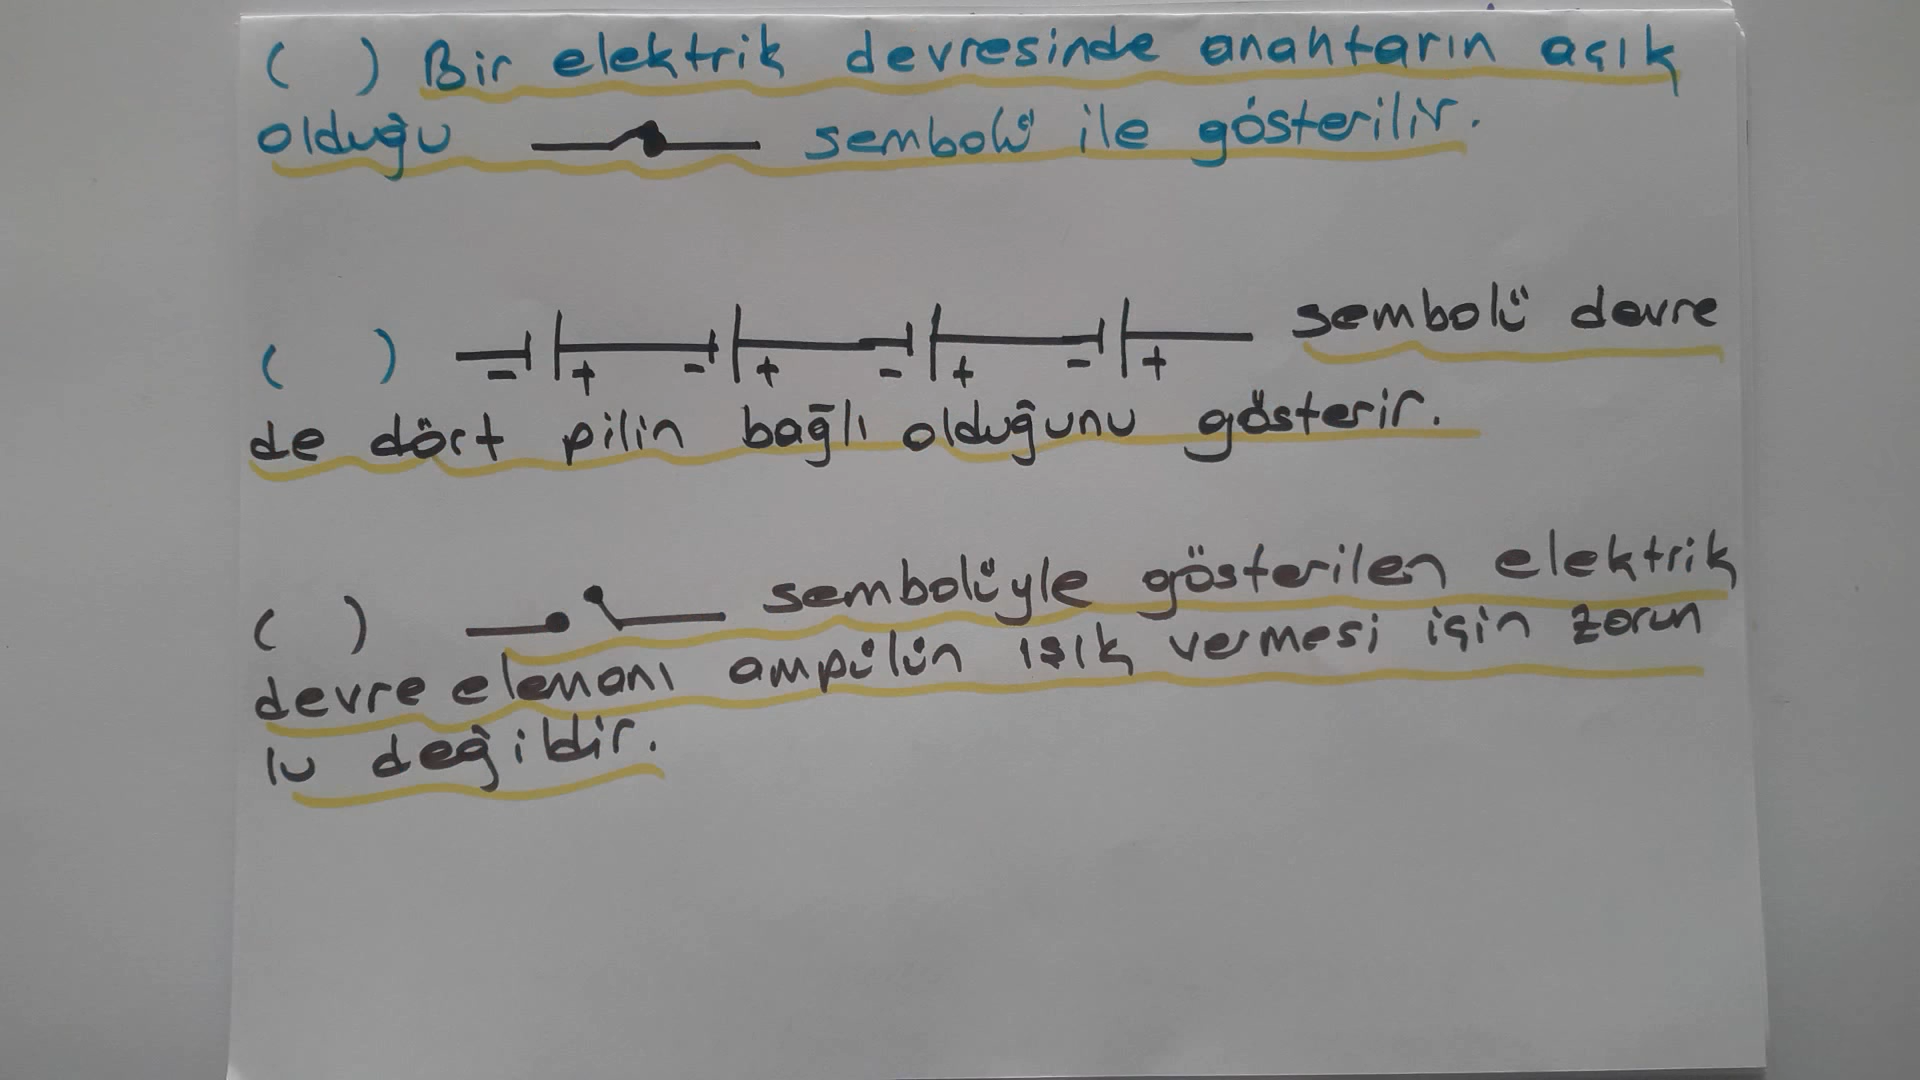 ( ) Bir elektrik devresinde anahtarın açık
olduğu sembolü ile gösterilir.
( ) - + - + - + - + sembolü devre
de dört pilin bağlı olduğunu gösterir.
( ) sembolüyle gösterilen elektrik
devre elemanı ampülün ışık vermesi için zorun
lu değildir.